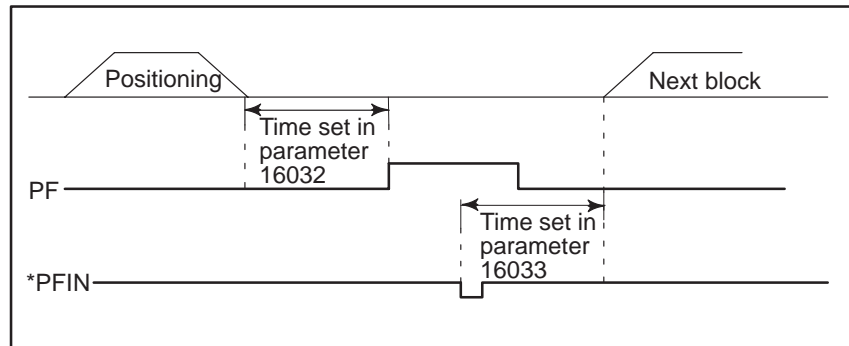 Positioning
Next block
Time set in
parameter
16032
PF
Time set in
parameter
16033
*PFIN